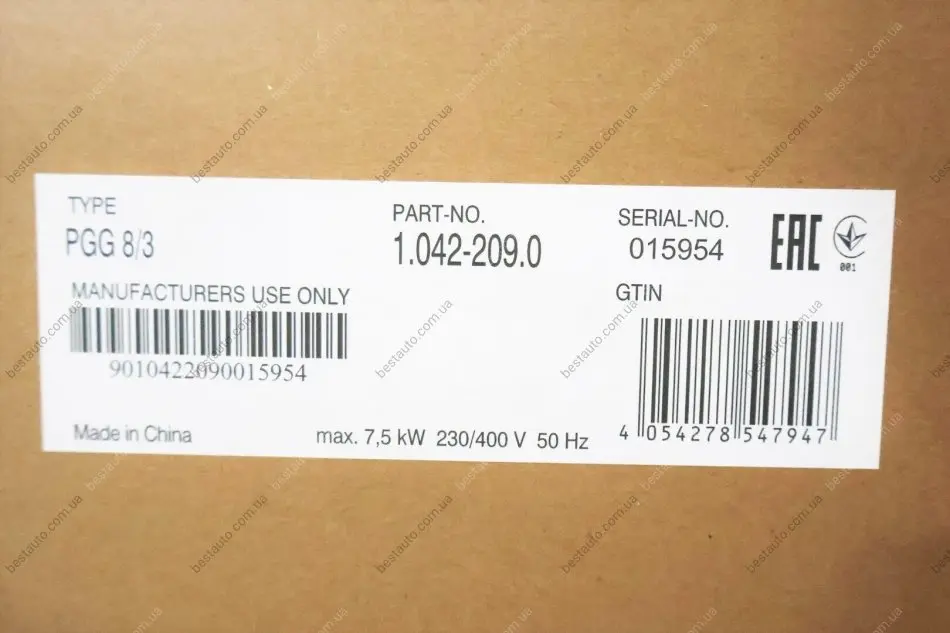 TYPE
PGG 8/3
PART-NO.
1.042-209.0
SERIAL-NO.
015954
EAC
001
MANUFACTURERS USE ONLY
9010422090015954
GTIN
4 054278 547947
Made in China
max. 7,5 kW 230/400 V 50 Hz
bestauto.com.ua